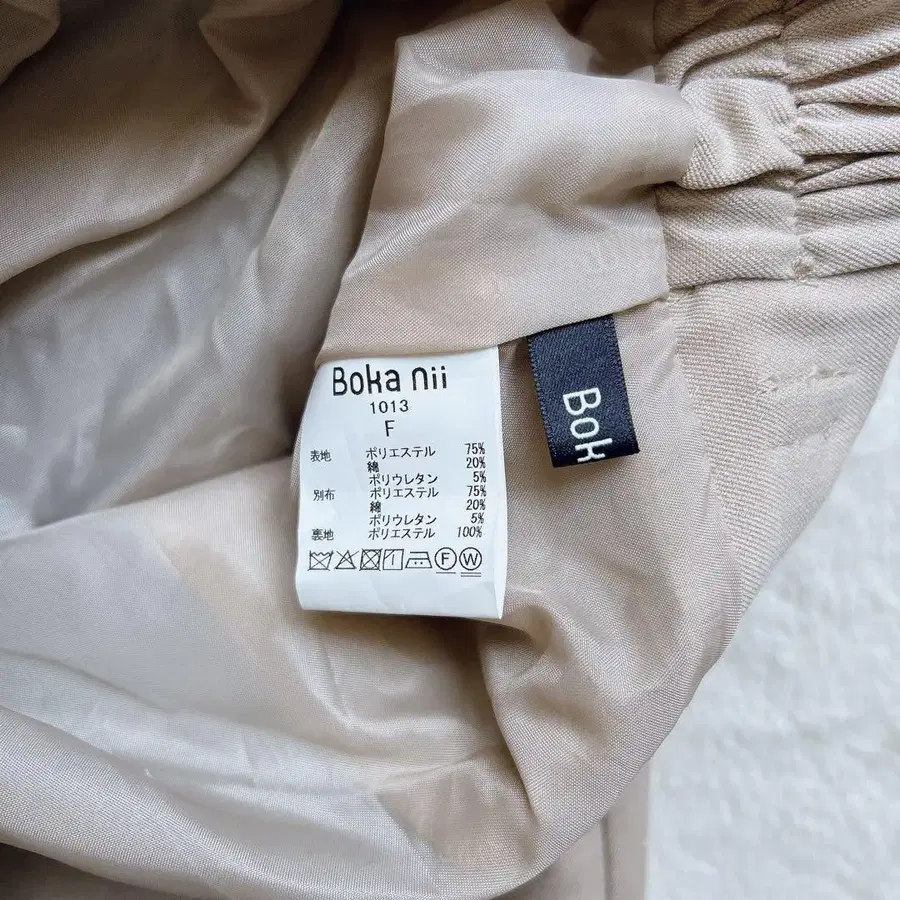 Boka nii
1013
F
表地 ポリエステル 75%
綿 20%
ポリウレタン 5%
別布 ポリエステル 75%
綿 20%
ポリウレタン 5%
裏地 ポリエステル 100%
F W
Bok